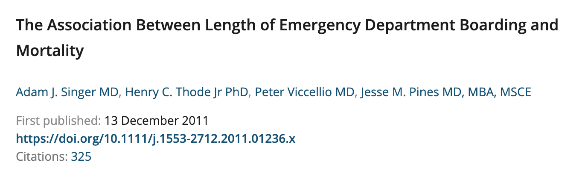 The Association Between Length of Emergency Department Boarding and
Mortality
Adam J. Singer MD, Henry C. Thode Jr PhD, Peter Viccellio MD, Jesse M. Pines MD, MBA, MSCE
First published: 13 December 2011
https://doi.org/10.1111/j.1553-2712.2011.01236.x
Citations: 325